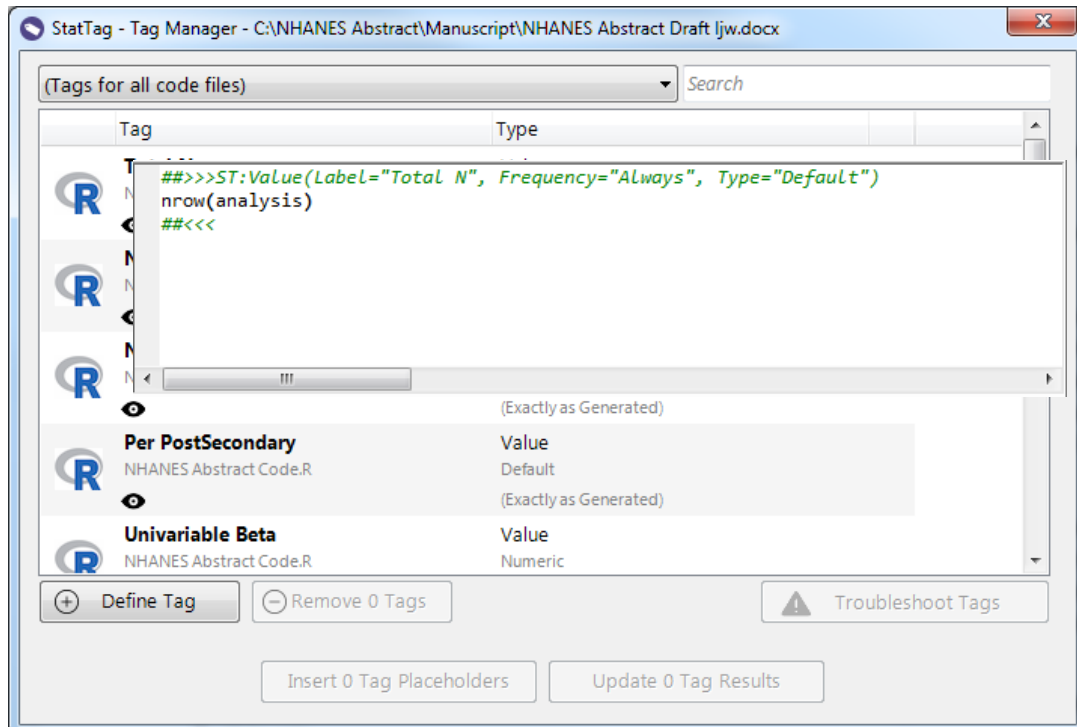 StatTag - Tag Manager - C:\NHANES Abstract\Manuscript\NHANES Abstract Draft ljw.docx
(Tags for all code files)
Search
Tag
Type
##>>>ST:Value(Label="Total N", Frequency="Always", Type="Default")
nrow(analysis)
##<<<
(Exactly as Generated)
Per PostSecondary
Value
NHANES Abstract Code.R
Default
(Exactly as Generated)
Univariable Beta
Value
NHANES Abstract Code.R
Numeric
Define Tag
Remove 0 Tags
Troubleshoot Tags
Insert 0 Tag Placeholders
Update 0 Tag Results